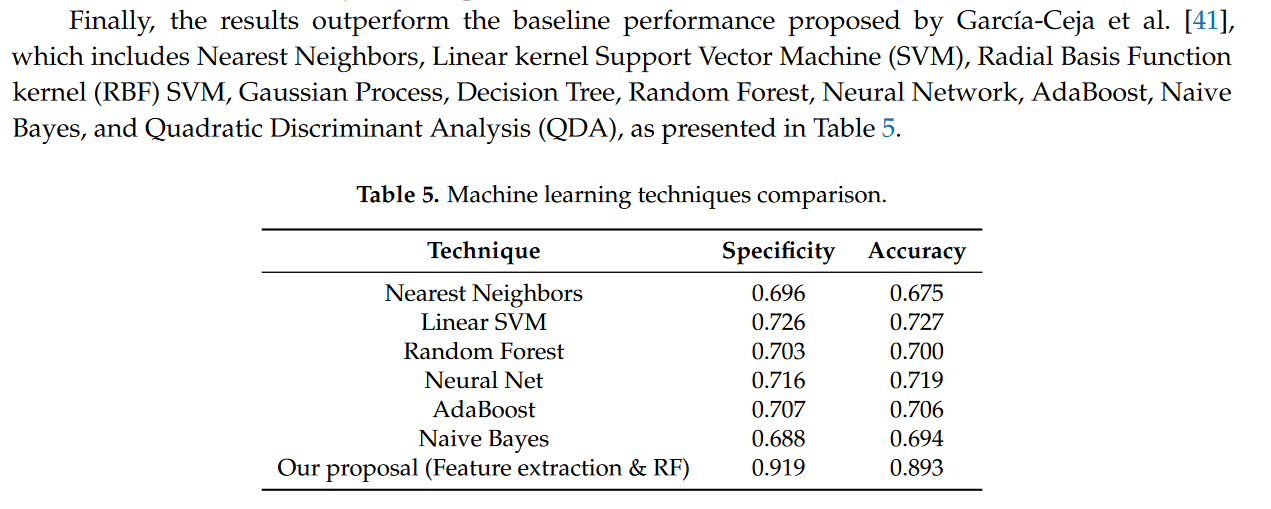 Finally, the results outperform the baseline performance proposed by García-Ceja et al. [41],
which includes Nearest Neighbors, Linear kernel Support Vector Machine (SVM), Radial Basis Function
kernel (RBF) SVM, Gaussian Process, Decision Tree, Random Forest, Neural Network, AdaBoost, Naive
Bayes, and Quadratic Discriminant Analysis (QDA), as presented in Table 5.
Table 5. Machine learning techniques comparison.
Technique Specificity Accuracy
Nearest Neighbors 0.696 0.675
Linear SVM 0.726 0.727
Random Forest 0.703 0.700
Neural Net 0.716 0.719
AdaBoost 0.707 0.706
Naive Bayes 0.688 0.694
Our proposal (Feature extraction & RF) 0.919 0.893